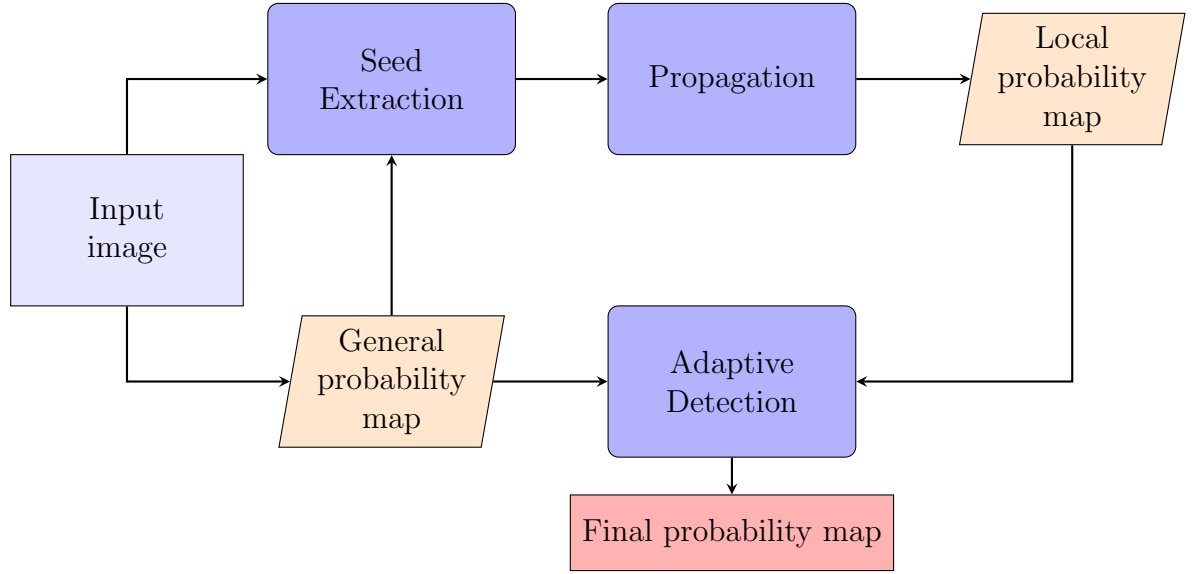 Seed
Extraction
Propagation
Local
probability
map
Input
image
General
probability
map
Adaptive
Detection
Final probability map